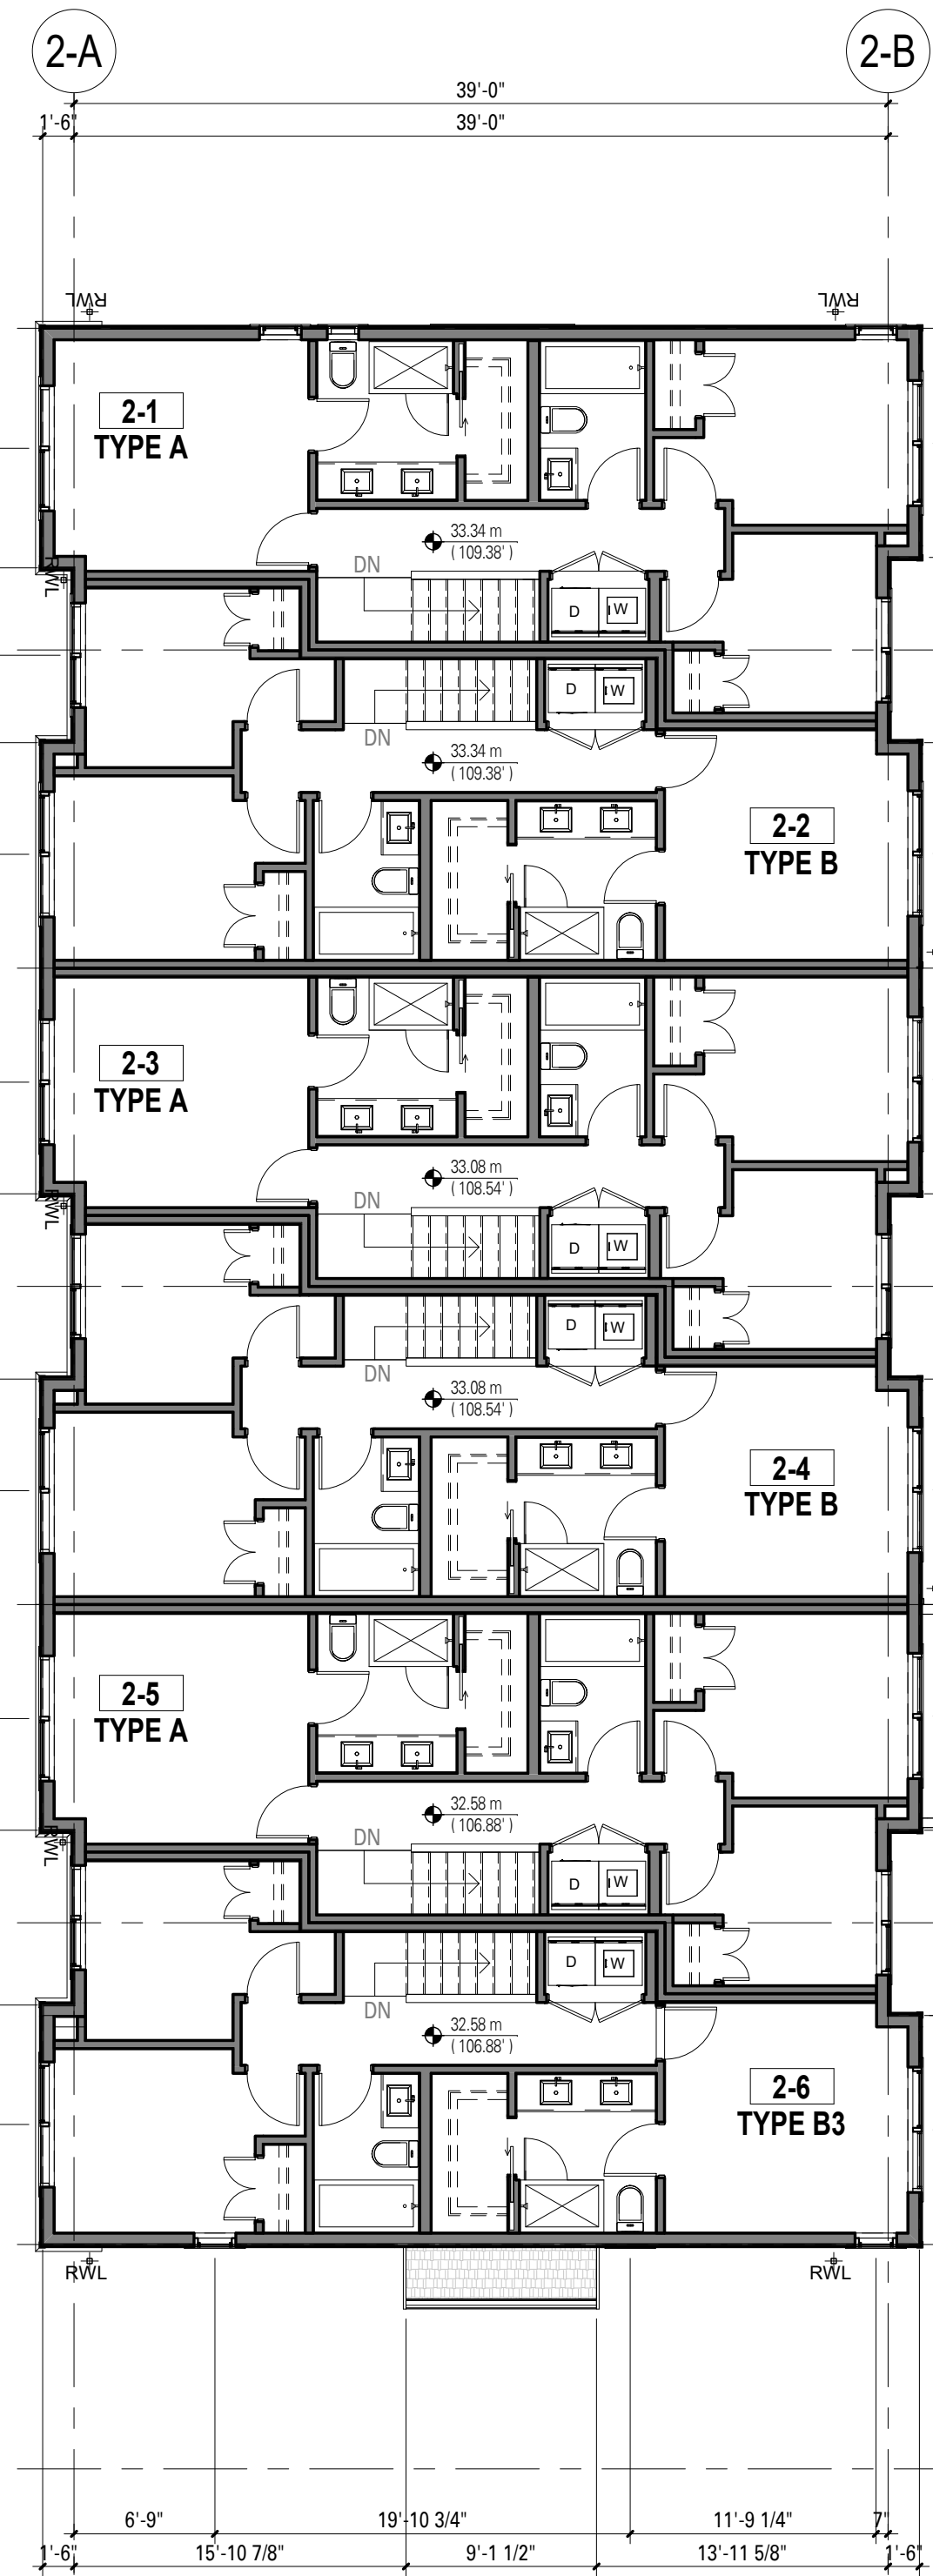 2-A
2-B
39'-0"
1'-6"
39'-0"
RWL
RWL
2-1
TYPE A
33.34 m
( 109.38' )
DN
RWL
D
W
D
W
DN
33.34 m
( 109.38' )
2-2
TYPE B
2-3
TYPE A
33.08 m
( 108.54' )
DN
RWL
D
W
D
W
DN
33.08 m
( 108.54' )
2-4
TYPE B
2-5
TYPE A
32.58 m
( 106.88' )
DN
RWL
D
W
D
W
DN
32.58 m
( 106.88' )
2-6
TYPE B3
RWL
RWL
6'-9"
19'-10 3/4"
11'-9 1/4"
7"
1'-6"
15'-10 7/8"
9'-1 1/2"
13'-11 5/8"
1'-6"